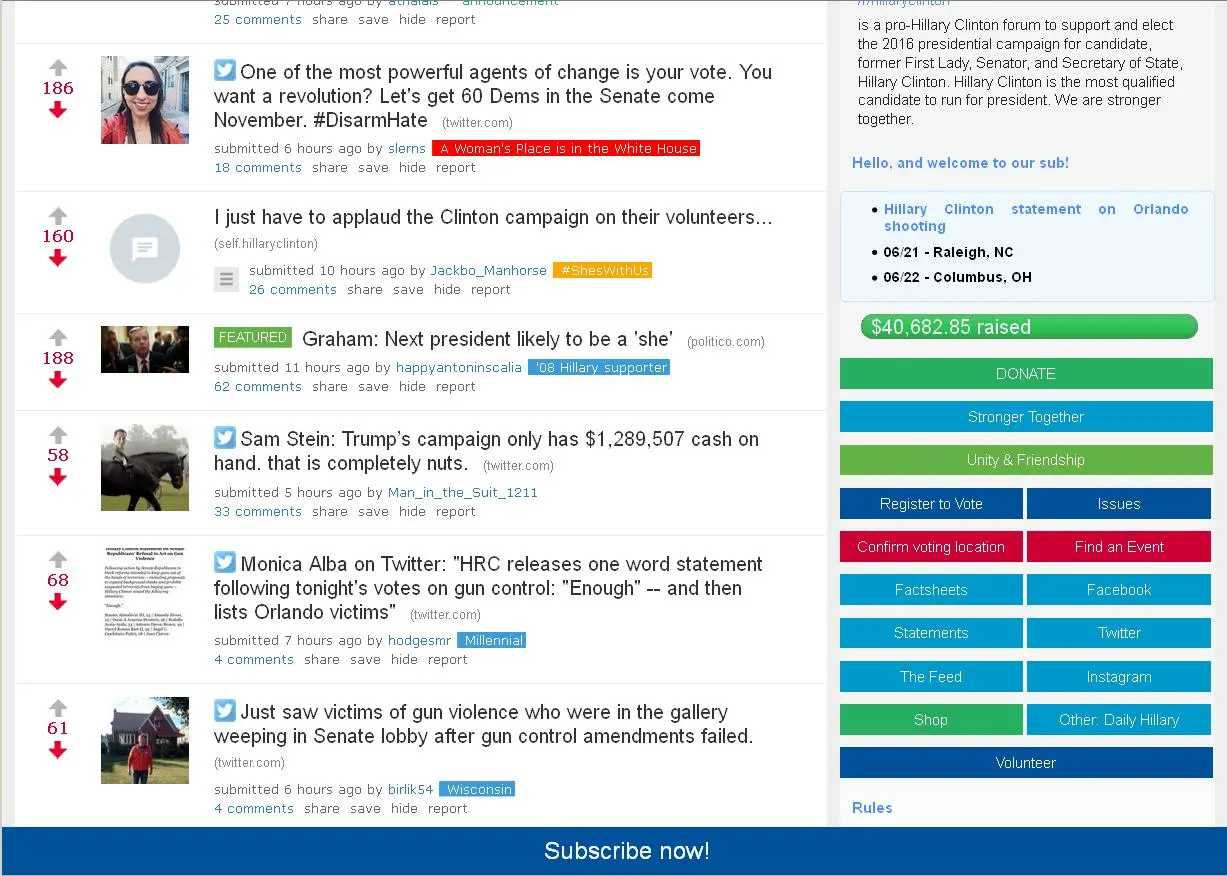 submitted 7 hours ago by athalais announcement
25 comments share save hide report
186
One of the most powerful agents of change is your vote. You
want a revolution? Let's get 60 Dems in the Senate come
November. #DisarmHate (twitter.com)
submitted 6 hours ago by slerns A Woman's Place is in the White House
18 comments share save hide report
160
I just have to applaud the Clinton campaign on their volunteers...
(self.hillaryclinton)
submitted 10 hours ago by Jackbo_Manhorse #ShesWithUs
26 comments share save hide report
188
FEATURED Graham: Next president likely to be a 'she' (politico.com)
submitted 11 hours ago by happyantoninscalia '08 Hillary supporter
62 comments share save hide report
58
Sam Stein: Trump's campaign only has $1,289,507 cash on
hand. that is completely nuts. (twitter.com)
submitted 5 hours ago by Man_in_the_Suit_1211
33 comments share save hide report
68
Hillary Clinton Statement on Senate
Republicans' Refusal to Act on Gun
Violence
"Enough."
Monica Alba on Twitter: "HRC releases one word statement
following tonight's votes on gun control: "Enough" -- and then
lists Orlando victims" (twitter.com)
submitted 7 hours ago by hodgesmr Millennial
4 comments share save hide report
61
Just saw victims of gun violence who were in the gallery
weeping in Senate lobby after gun control amendments failed.
(twitter.com)
submitted 6 hours ago by birlik54 Wisconsin
4 comments share save hide report
/r/hillaryclinton
is a pro-Hillary Clinton forum to support and elect
the 2016 presidential campaign for candidate,
former First Lady, Senator, and Secretary of State,
Hillary Clinton. Hillary Clinton is the most qualified
candidate to run for president. We are stronger
together.
Hello, and welcome to our sub!
• Hillary Clinton statement on Orlando
shooting
• 06/21 - Raleigh, NC
• 06/22 - Columbus, OH
$40,682.85 raised
DONATE
Stronger Together
Unity & Friendship
Register to Vote Issues
Confirm voting location Find an Event
Factsheets Facebook
Statements Twitter
The Feed Instagram
Shop Other: Daily Hillary
Volunteer
Rules
Subscribe now!